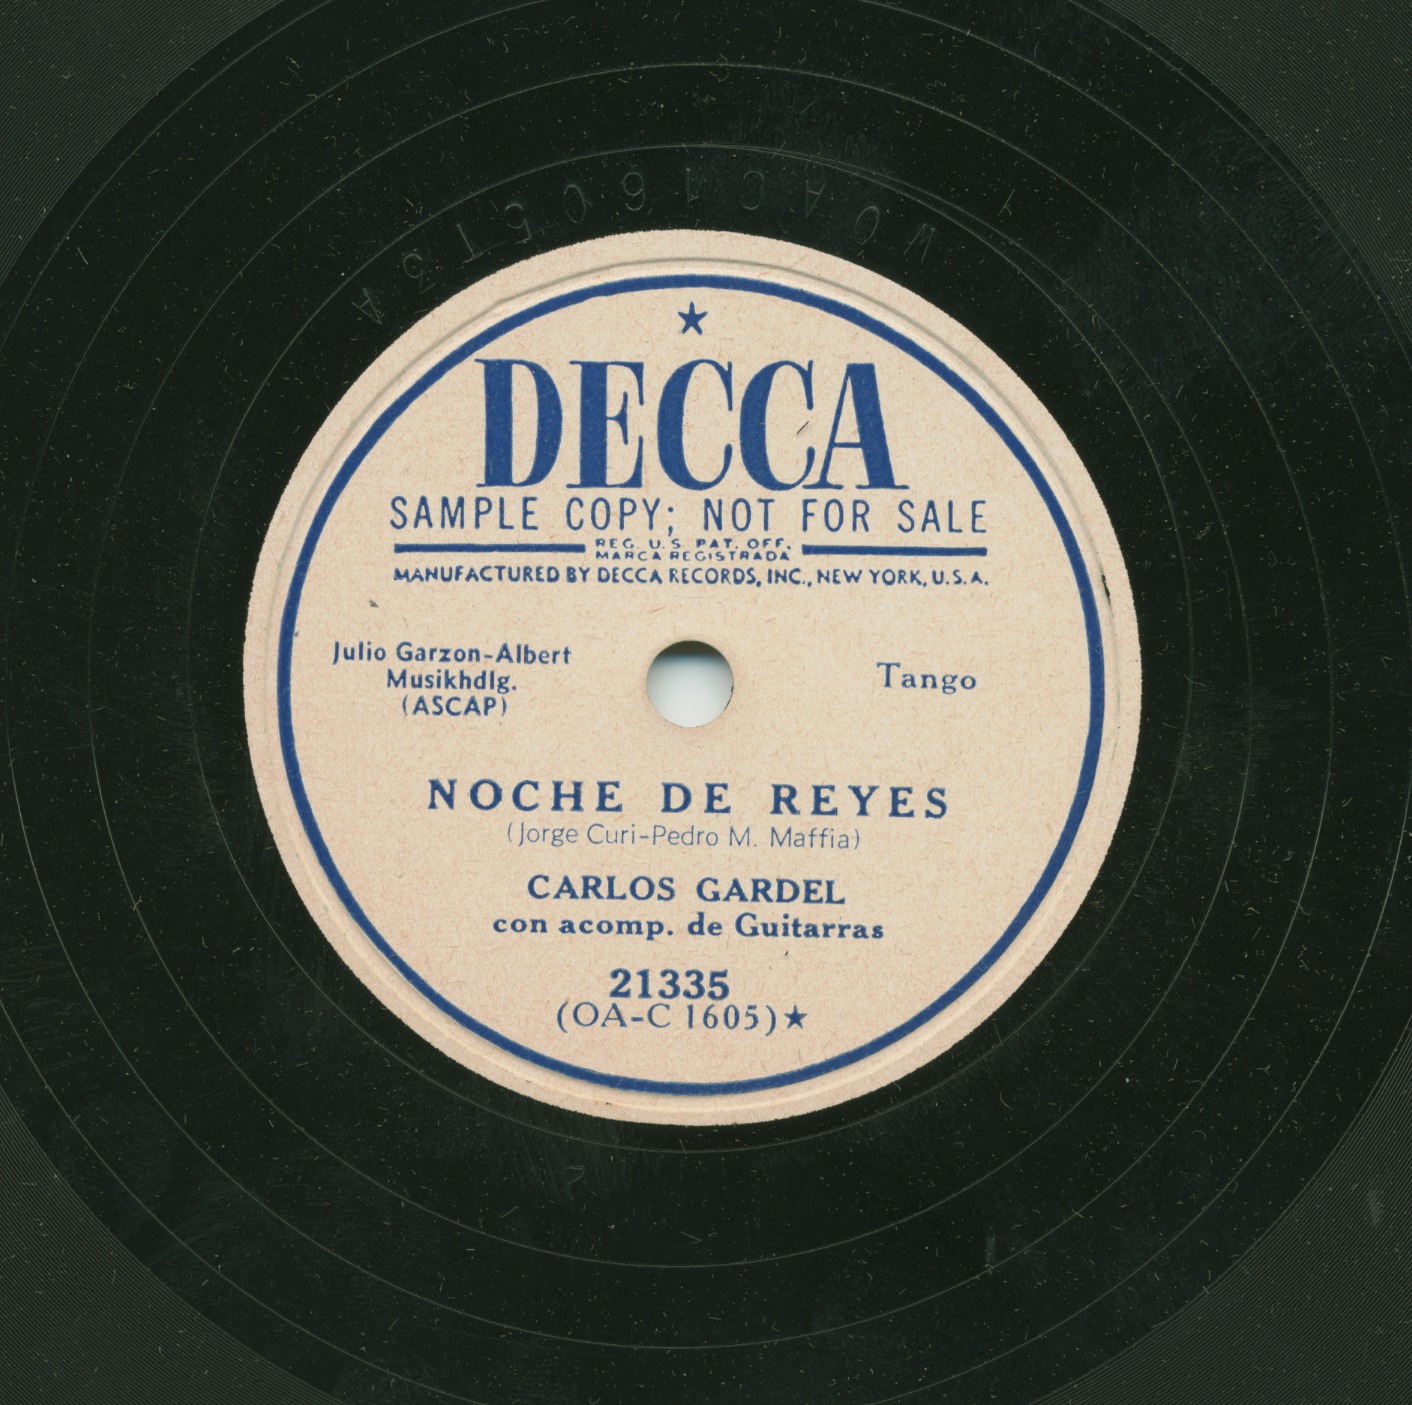 ★
DECCA
SAMPLE COPY; NOT FOR SALE
REG. U.S. PAT. OFF.
MARCA REGISTRADA
MANUFACTURED BY DECCA RECORDS, INC., NEW YORK, U.S.A.
Julio Garzon-Albert
Musikhdlg.
(ASCAP)
Tango
NOCHE DE REYES
(Jorge Curi-Pedro M. Maffia)
CARLOS GARDEL
con acomp. de Guitarras
21335
(OA-C 1605)★